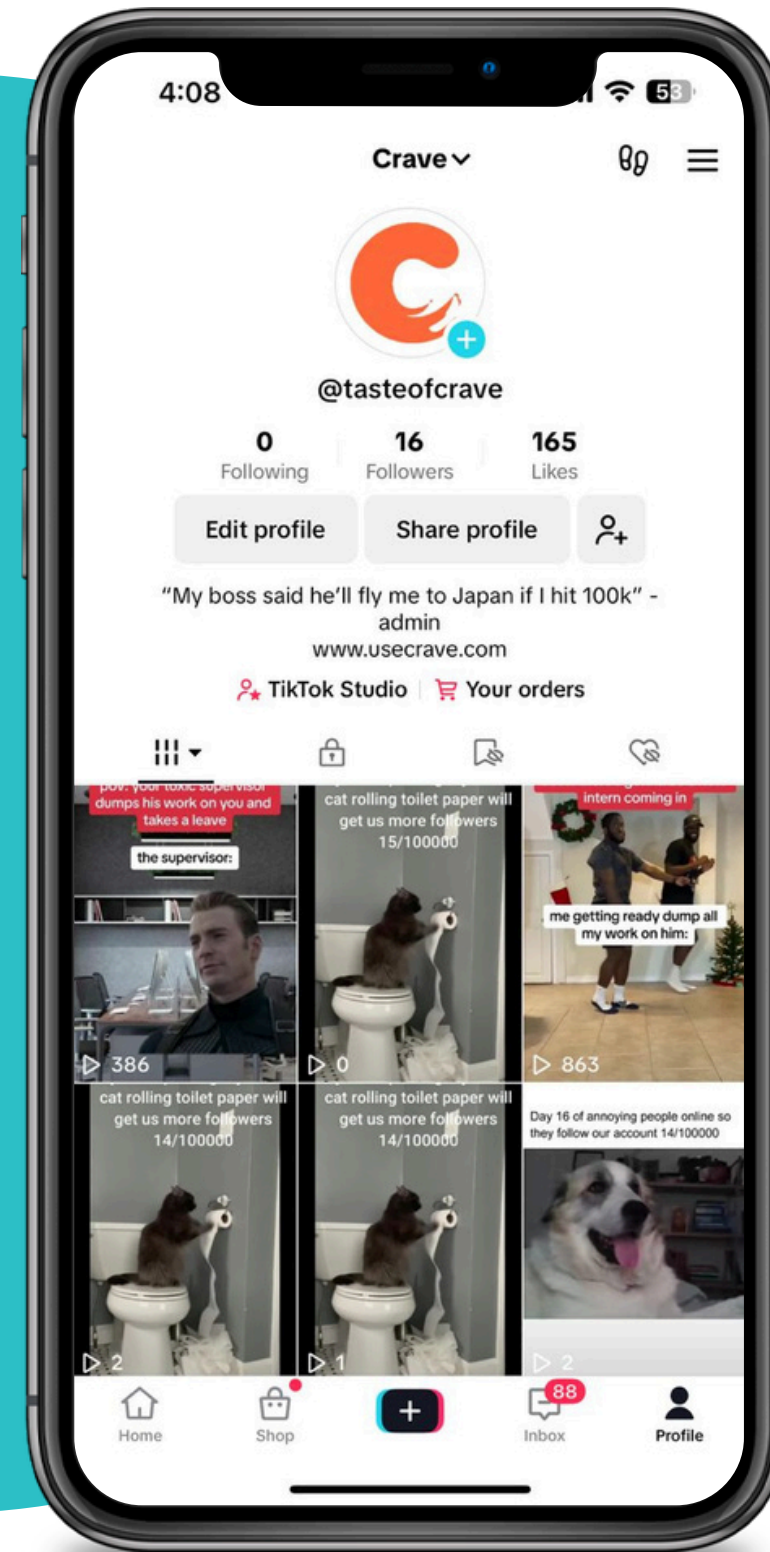 4:08
53
Crave
@tasteofcrave
0
Following
16
Followers
165
Likes
Edit profile
Share profile
"My boss said he'll fly me to Japan if I hit 100k" -
admin
www.usecrave.com
TikTok Studio
Your orders
pov: your toxic supervisor
dumps his work on you and
takes a leave
the supervisor:
386
cat rolling toilet paper will
get us more followers
15/100000
0
intern coming in
me getting ready dump all
my work on him:
863
cat rolling toilet paper will
get us more followers
14/100000
2
cat rolling toilet paper will
get us more followers
14/100000
1
Day 16 of annoying people online so
they follow our account 14/100000
2
Home
Shop
88
Inbox
Profile